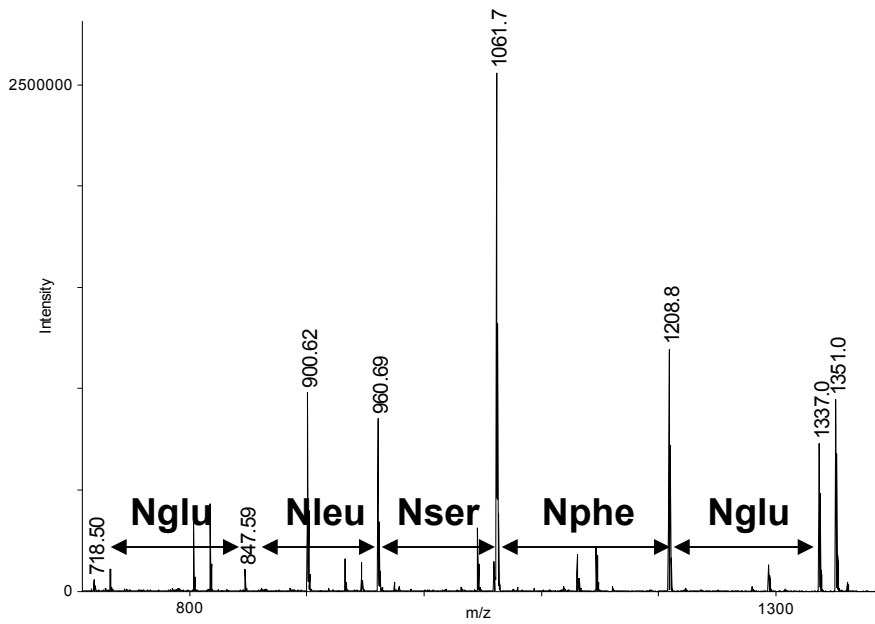 1061.7
2500000
1208.8
900.62
960.69
1337.0
1351.0
Intensity
Nglu
Nleu
Nser
Nphe
Nglu
718.50
847.59
0
800
m/z
1300